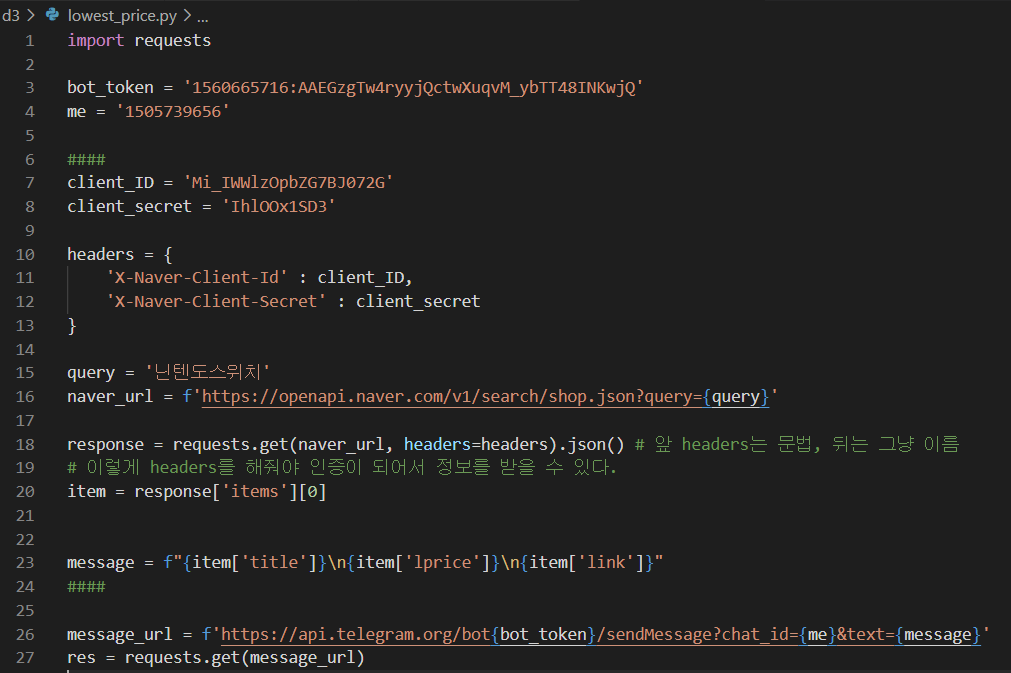 d3 > lowest_price.py > ...
1 import requests
2
3 bot_token = '1560665716:AAEGzgTw4ryyjQctwXuqvM_ybTT48INKwjQ'
4 me = '1505739656'
5
6 ####
7 client_ID = 'Mi_IWWlzOpbZG7BJ072G'
8 client_secret = 'IhlOOx1SD3'
9
10 headers = {
11     'X-Naver-Client-Id' : client_ID,
12     'X-Naver-Client-Secret' : client_secret
13 }
14
15 query = '닌텐도스위치'
16 naver_url = f'https://openapi.naver.com/v1/search/shop.json?query={query}'
17
18 response = requests.get(naver_url, headers=headers).json() # 앞 headers는 문법, 뒤는 그냥 이름
19 # 이렇게 headers를 해줘야 인증이 되어서 정보를 받을 수 있다.
20 item = response['items'][0]
21
22
23 message = f"{item['title']}\n{item['lprice']}\n{item['link']}"
24 ####
25
26 message_url = f'https://api.telegram.org/bot{bot_token}/sendMessage?chat_id={me}&text={message}'
27 res = requests.get(message_url)